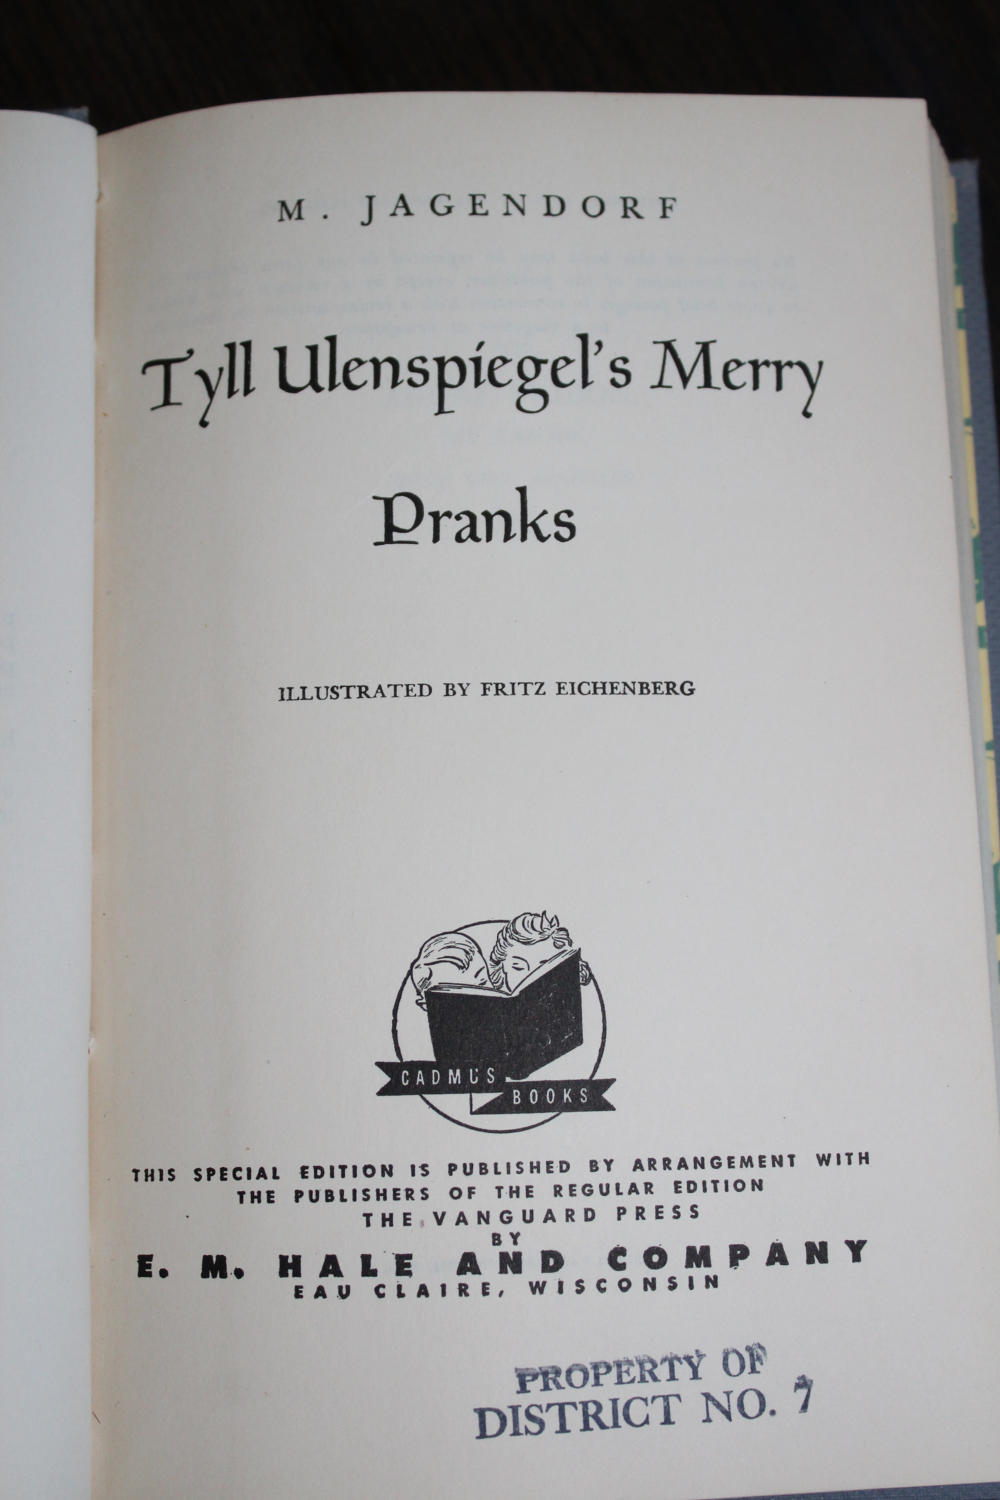 M. JAGENDORF
Tyll Ulenspiegel's Merry
Pranks
ILLUSTRATED BY FRITZ EICHENBERG
CADMUS
BOOKS
THIS SPECIAL EDITION IS PUBLISHED BY ARRANGEMENT WITH
THE PUBLISHERS OF THE REGULAR EDITION
THE VANGUARD PRESS
BY
E. M. HALE AND COMPANY
EAU CLAIRE, WISCONSIN
PROPERTY OF
DISTRICT NO. 7